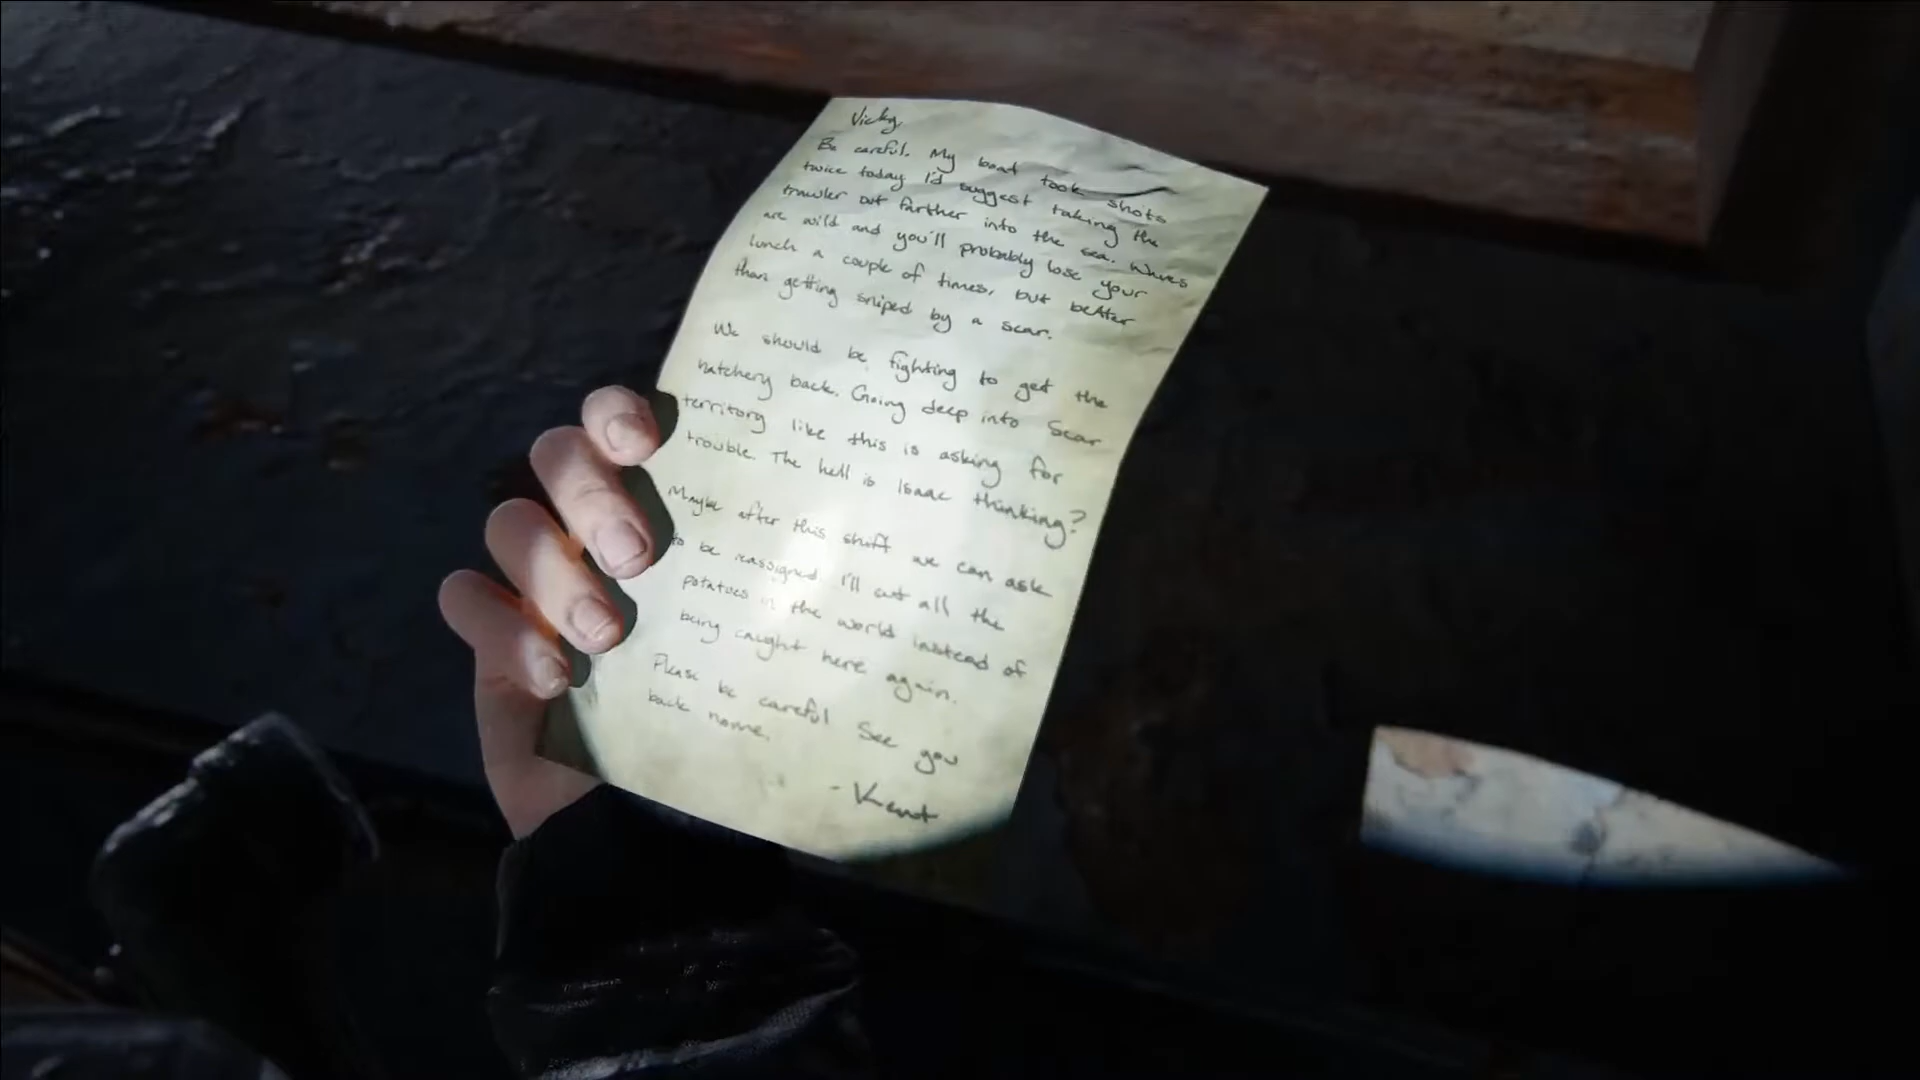 Vicky,
Be careful. My boat took shots
twice today I'd suggest taking the
trawler out farther into the sea. Waves
are wild and you'll probably lose your
lunch a couple of times, but better
than getting sniped by a scar.
We should be fighting to get the
hatchery back. Going deep into Scar
territory like this is asking for
trouble. The hell is Isaac thinking?
Maybe after this shift we can ask
to be reassigned. I'll cut all the
potatoes in the world instead of
being caught here again.
Please be careful See you
back home.
- Kent